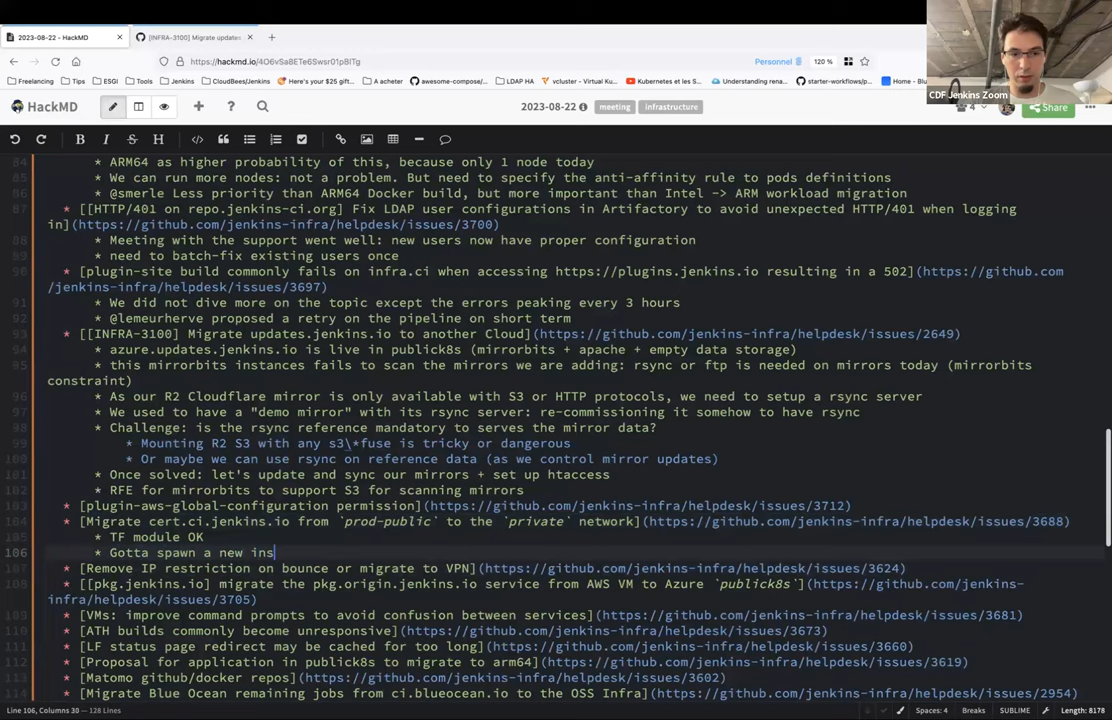 2023-08-22 - HackMD
[INFRA-3100] Migrate updates
https://hackmd.io/4O6vSa8ETe6Swsr01pBlTg
Personnel
120 %
Freelancing
Tips
ESGI
Tools
Jenkins
CloudBees/Jenkins
Here's your $25 gift...
A acheter
awesome-compose/...
LDAP HA
vcluster - Virtual Ku...
Kubernetes et les ...
Understanding rena...
starter-workflows/p...
Home - Blu
CDF Jenkins Zoom
HackMD
2023-08-22
meeting
infrastructure
4
Share
84 * ARM64 as higher probability of this, because only 1 node today
85 * We can run more nodes: not a problem. But need to specify the anti-affinity rule to pods definitions
86 * @smerle Less priority than ARM64 Docker build, but more important than Intel -> ARM workload migration
87 * [[HTTP/401 on repo.jenkins-ci.org] Fix LDAP user configurations in Artifactory to avoid unexpected HTTP/401 when logging
in](https://github.com/jenkins-infra/helpdesk/issues/3700)
88 * Meeting with the support went well: new users now have proper configuration
89 * need to batch-fix existing users once
90 * [plugin-site build commonly fails on infra.ci when accessing https://plugins.jenkins.io resulting in a 502](https://github.com
/jenkins-infra/helpdesk/issues/3697)
91 * We did not dive more on the topic except the errors peaking every 3 hours
92 * @lemeurherve proposed a retry on the pipeline on short term
93 * [[INFRA-3100] Migrate updates.jenkins.io to another Cloud](https://github.com/jenkins-infra/helpdesk/issues/2649)
94 * azure.updates.jenkins.io is live in publick8s (mirrorbits + apache + empty data storage)
95 * this mirrorbits instances fails to scan the mirrors we are adding: rsync or ftp is needed on mirrors today (mirrorbits
constraint)
96 * As our R2 Cloudflare mirror is only available with S3 or HTTP protocols, we need to setup a rsync server
97 * We used to have a "demo mirror" with its rsync server: re-commissioning it somehow to have rsync
98 * Challenge: is the rsync reference mandatory to serves the mirror data?
99 * Mounting R2 S3 with any s3\*fuse is tricky or dangerous
100 * Or maybe we can use rsync on reference data (as we control mirror updates)
101 * Once solved: let's update and sync our mirrors + set up htaccess
102 * RFE for mirrorbits to support S3 for scanning mirrors
103 * [plugin-aws-global-configuration permission](https://github.com/jenkins-infra/helpdesk/issues/3712)
104 * [Migrate cert.ci.jenkins.io from `prod-public` to the `private` network](https://github.com/jenkins-infra/helpdesk/issues/3688)
105 * TF module OK
106 * Gotta spawn a new ins
107 * [Remove IP restriction on bounce or migrate to VPN](https://github.com/jenkins-infra/helpdesk/issues/3624)
108 * [[pkg.jenkins.io] migrate the pkg.origin.jenkins.io service from AWS VM to Azure `publick8s`](https://github.com/jenkins-
infra/helpdesk/issues/3705)
109 * [VMs: improve command prompts to avoid confusion between services](https://github.com/jenkins-infra/helpdesk/issues/3681)
110 * [ATH builds commonly become unresponsive](https://github.com/jenkins-infra/helpdesk/issues/3673)
111 * [LF status page redirect may be cached for too long](https://github.com/jenkins-infra/helpdesk/issues/3660)
112 * [Proposal for application in publick8s to migrate to arm64](https://github.com/jenkins-infra/helpdesk/issues/3619)
113 * [Matomo github/docker repos](https://github.com/jenkins-infra/helpdesk/issues/3602)
114 * [Migrate Blue Ocean remaining jobs from ci.blueocean.io to the OSS Infra](https://github.com/jenkins-infra/helpdesk/issues/2954)
Line 106, Columns 30 — 128 Lines
Spaces: 4
Breaks
SUBLIME
Length: 8178